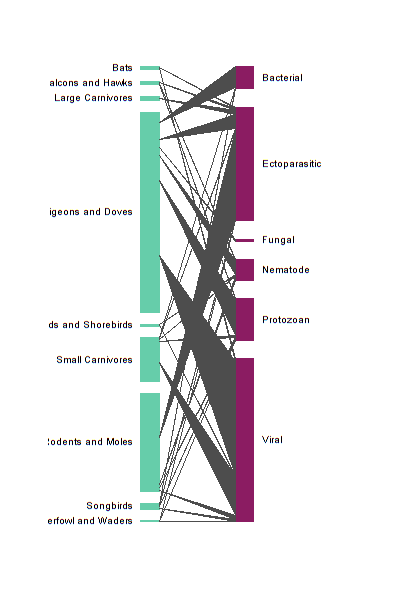 Bats
alcons and Hawks
Large Carnivores
igeons and Doves
ds and Shorebirds
Small Carnivores
Rodents and Moles
Songbirds
erfowl and Waders
Bacterial
Ectoparasitic
Fungal
Nematode
Protozoan
Viral